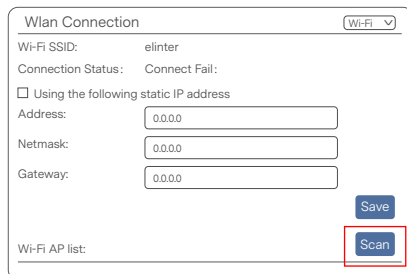 Wlan Connection Wi-Fi
Wi-Fi SSID: elinter
Connection Status: Connect Fail:
Using the following static IP address
Address: 0.0.0.0
Netmask: 0.0.0.0
Gateway: 0.0.0.0
Save
Wi-Fi AP list: Scan